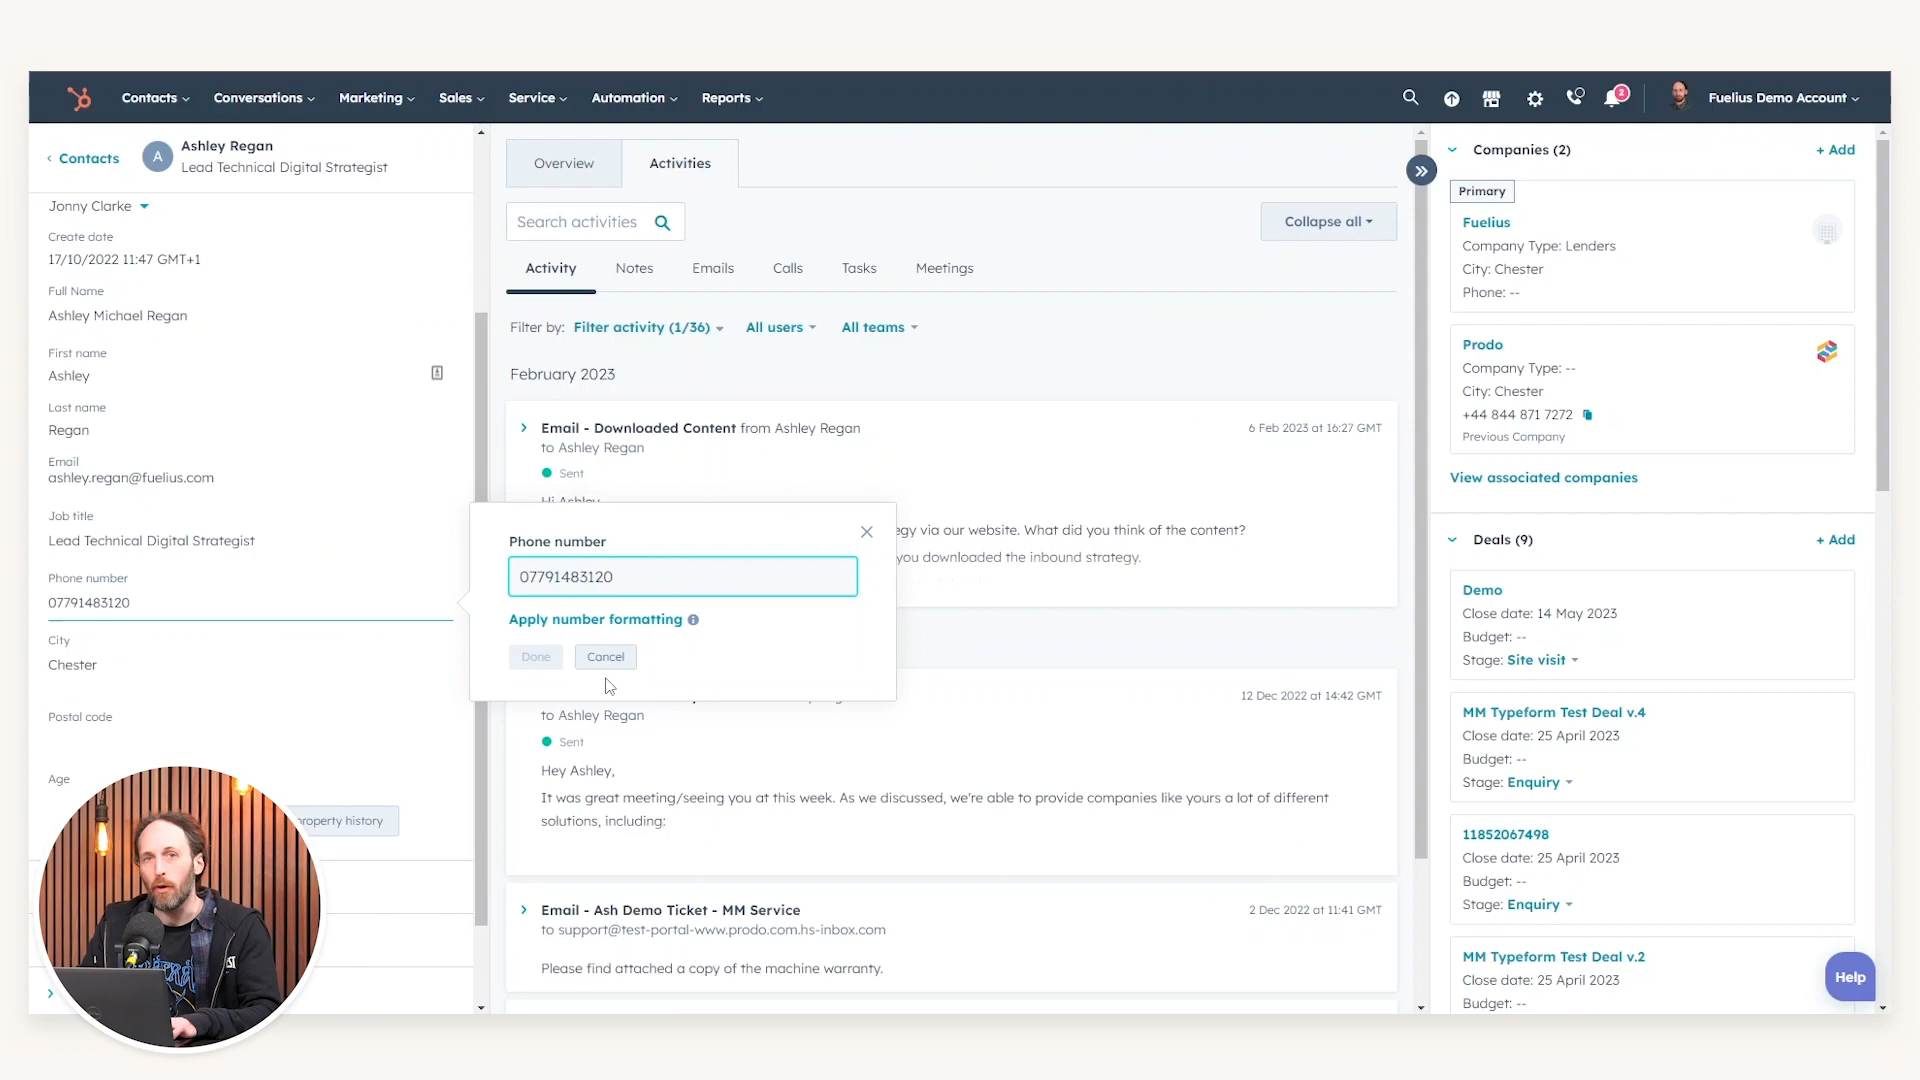 Contacts
Conversations
Marketing
Sales
Service
Automation
Reports
2
Fuelius Demo Account
Contacts
A
Ashley Regan
Lead Technical Digital Strategist
Jonny Clarke
Create date
17/10/2022 11:47 GMT+1
Full Name
Ashley Michael Regan
First name
Ashley
Last name
Regan
Email
ashley.regan@fuelius.com
Job title
Lead Technical Digital Strategist
Phone number
07791483120
City
Chester
Postal code
Age
property history
Overview
Activities
Search activities
Collapse all
Activity
Notes
Emails
Calls
Tasks
Meetings
Filter by: Filter activity (1/36) All users All teams
February 2023
Email - Downloaded Content from Ashley Regan
6 Feb 2023 at 16:27 GMT
to Ashley Regan
Sent
Hi Ashley
egy via our website. What did you think of the content?
you downloaded the inbound strategy.
Phone number
07791483120
Apply number formatting
Done
Cancel
12 Dec 2022 at 14:42 GMT
to Ashley Regan
Sent
Hey Ashley,
It was great meeting/seeing you at this week. As we discussed, we're able to provide companies like yours a lot of different
solutions, including:
Email - Ash Demo Ticket - MM Service
2 Dec 2022 at 11:41 GMT
to support@test-portal-www.prodo.com.hs-inbox.com
Please find attached a copy of the machine warranty.
Companies (2)
+ Add
Primary
Fuelius
Company Type: Lenders
City: Chester
Phone: --
Prodo
Company Type: --
City: Chester
+44 844 871 7272
Previous Company
View associated companies
Deals (9)
+ Add
Demo
Close date: 14 May 2023
Budget: --
Stage: Site visit
MM Typeform Test Deal v.4
Close date: 25 April 2023
Budget: --
Stage: Enquiry
11852067498
Close date: 25 April 2023
Budget: --
Stage: Enquiry
MM Typeform Test Deal v.2
Close date: 25 April 2023
Budget: --
Help